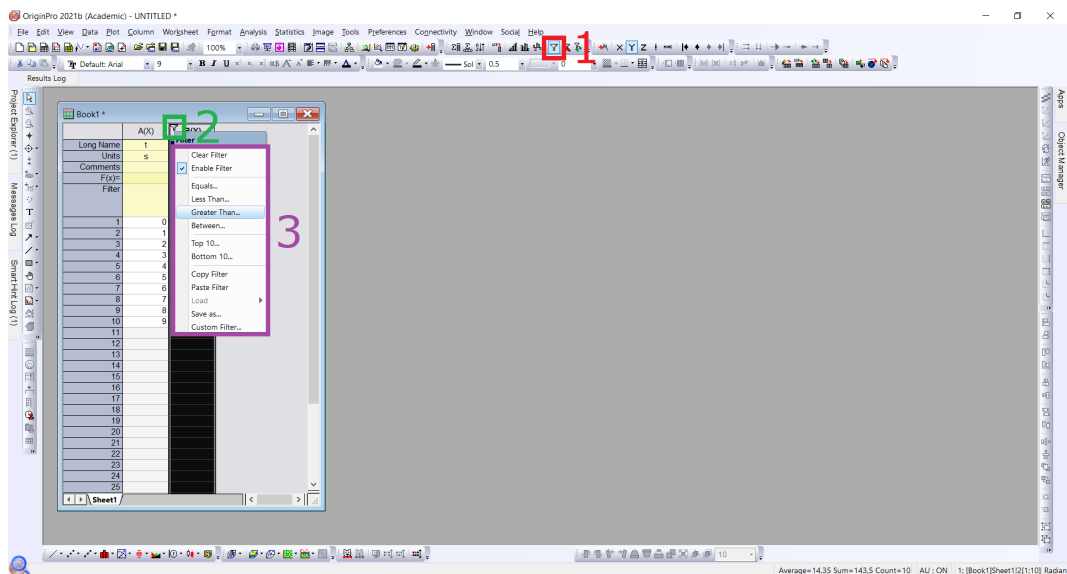 OriginPro 2021b (Academic) - UNTITLED *
File Edit View Data Plot Column Worksheet Format Analysis Statistics Image Tools Preferences Connectivity Window Social Help
100%
1
Default: Arial 9 B I U Sol 0.5 0
Results Log
Project Explorer (1)
Messages Log
Smart Hint Log (1)
Apps
Object Manager
Book1 *
2
A(X) B(Y)
Filter
Long Name t
Units s
Comments
F(x)=
Filter
Clear Filter
Enable Filter
Equals...
Less Than...
Greater Than...
Between...
Top 10...
Bottom 10...
Copy Filter
Paste Filter
Load
Save as...
Custom Filter...
3
1 0
2 1
3 2
4 3
5 4
6 5
7 6
8 7
9 8
10 9
11
12
13
14
15
16
17
18
19
20
21
22
23
24
25
Sheet1
10
Average=14,35 Sum=143,5 Count=10 AU : ON 1: [Book1]Sheet1!2[1:10] Radian